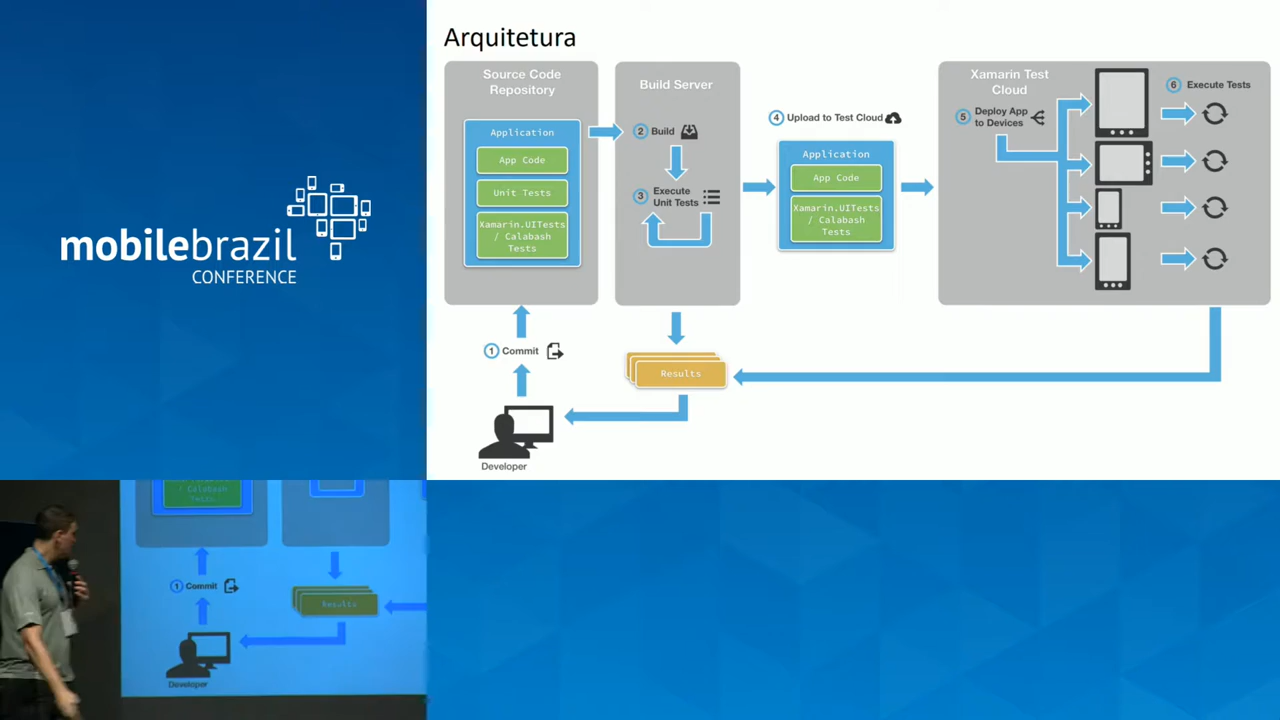 mobilebrazil
CONFERENCE
Arquitetura
Source Code
Repository
Application
App Code
Unit Tests
Xamarin.UITests
/ Calabash
Tests
Build Server
2 Build
3 Execute
Unit Tests
4 Upload to Test Cloud
Application
App Code
Xamarin.UITests
/ Calabash
Tests
Xamarin Test
Cloud
5 Deploy App
to Devices
6 Execute Tests
1 Commit
Results
Developer
/ Calabash
Tests
1 Commit
Results
Developer